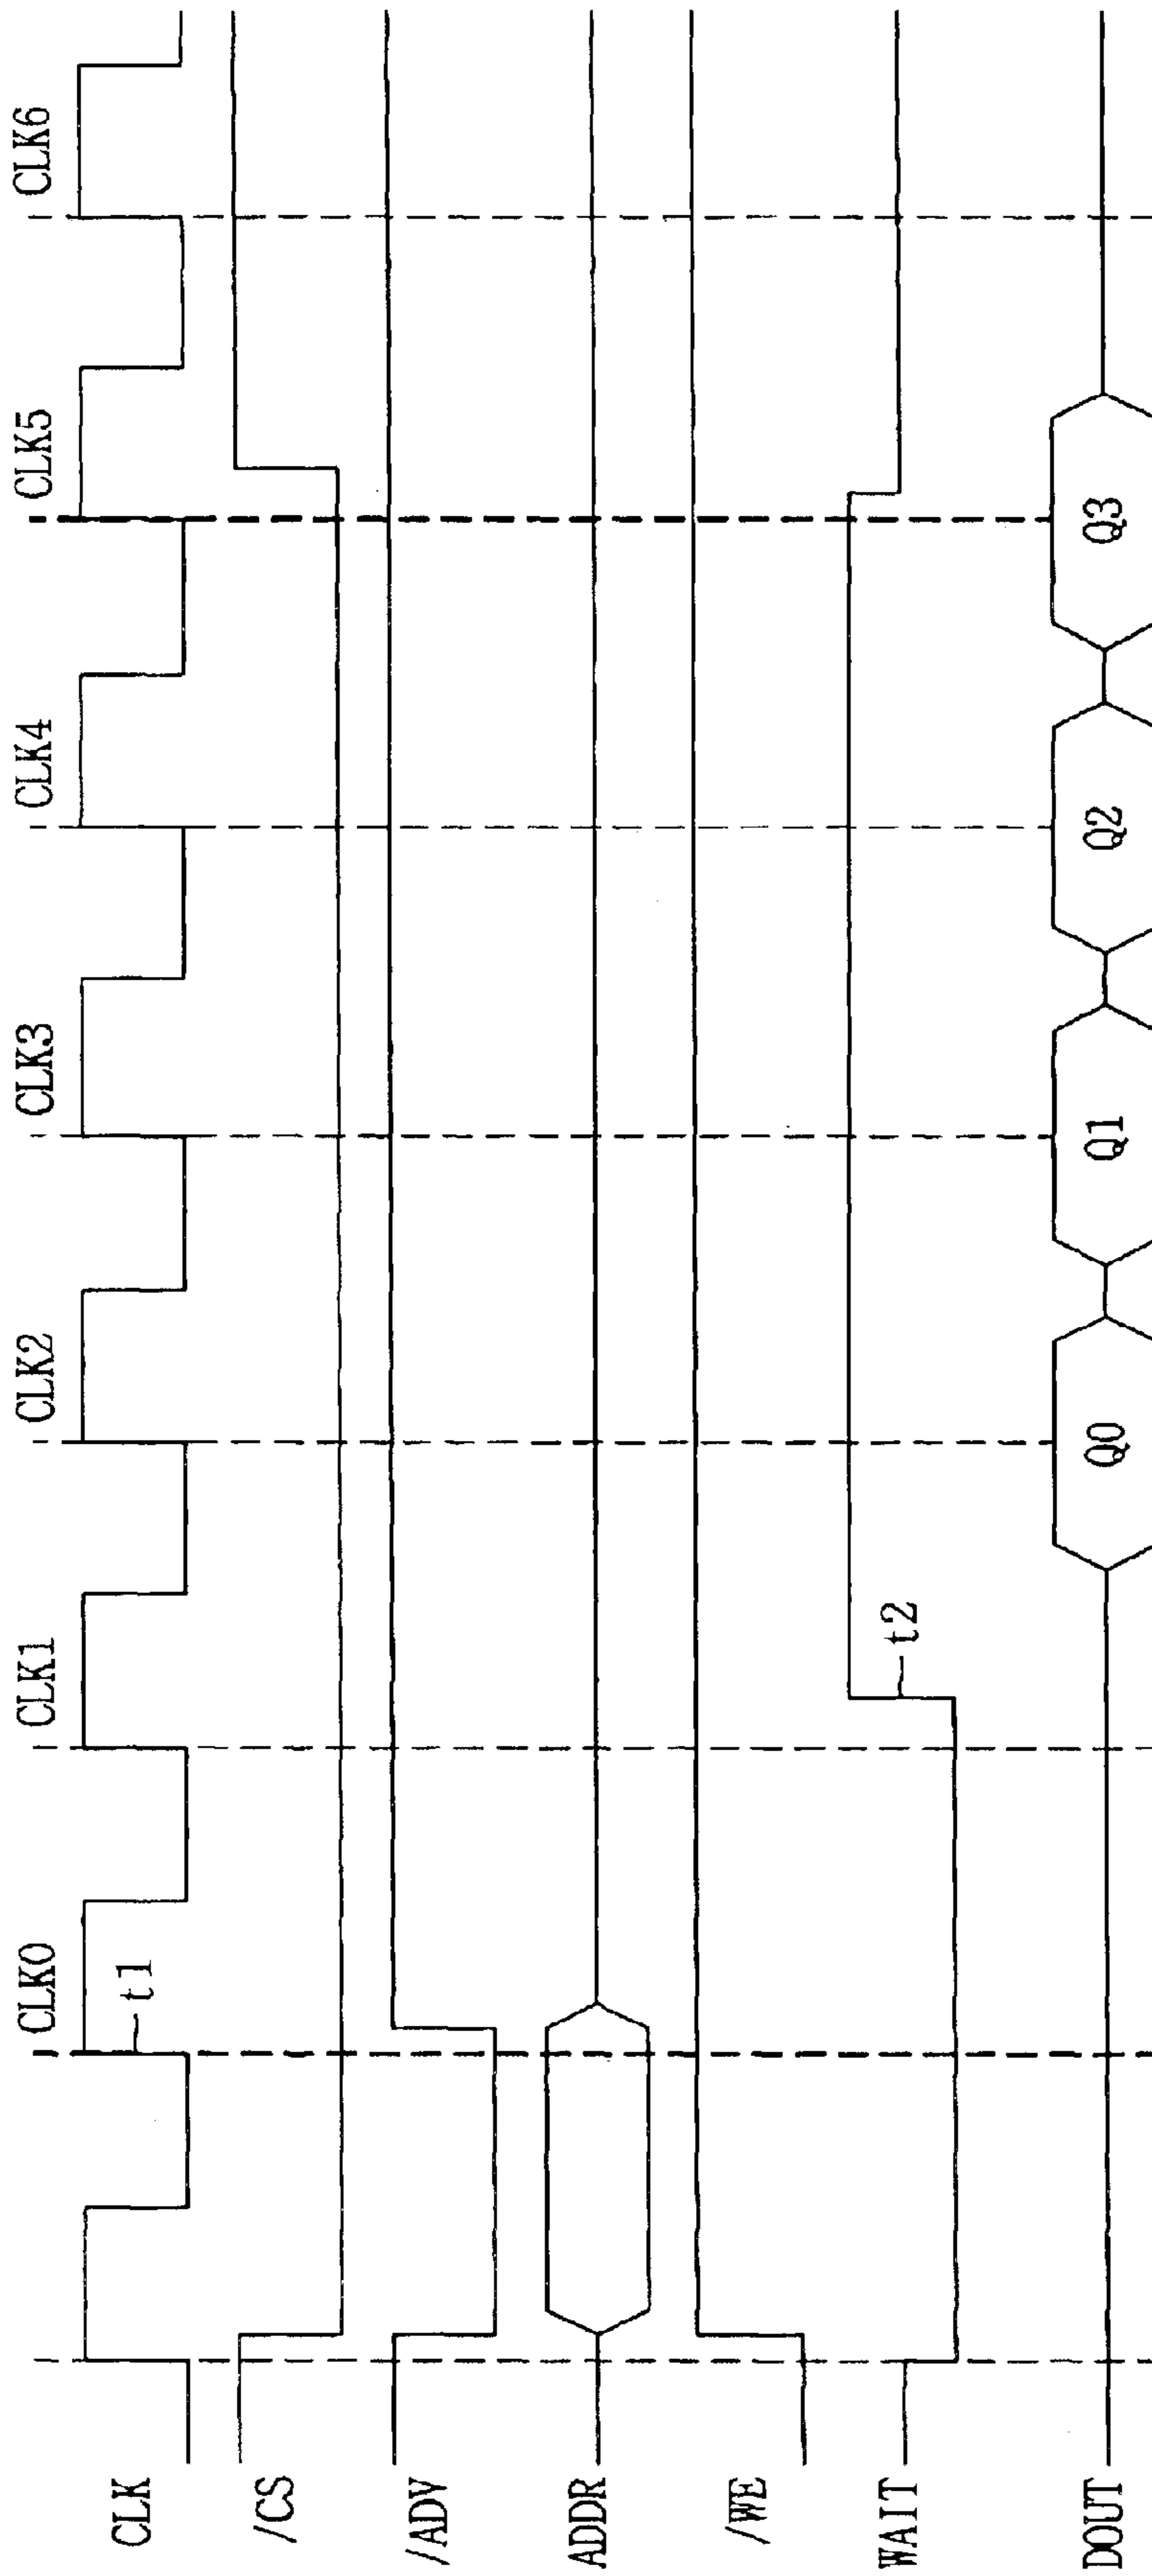 CLK0 CLK1 CLK2 CLK3 CLK4 CLK5 CLK6
CLK
t1
/CS
/ADV
ADDR
/WE
WAIT
t2
DOUT
Q0 Q1 Q2 Q3